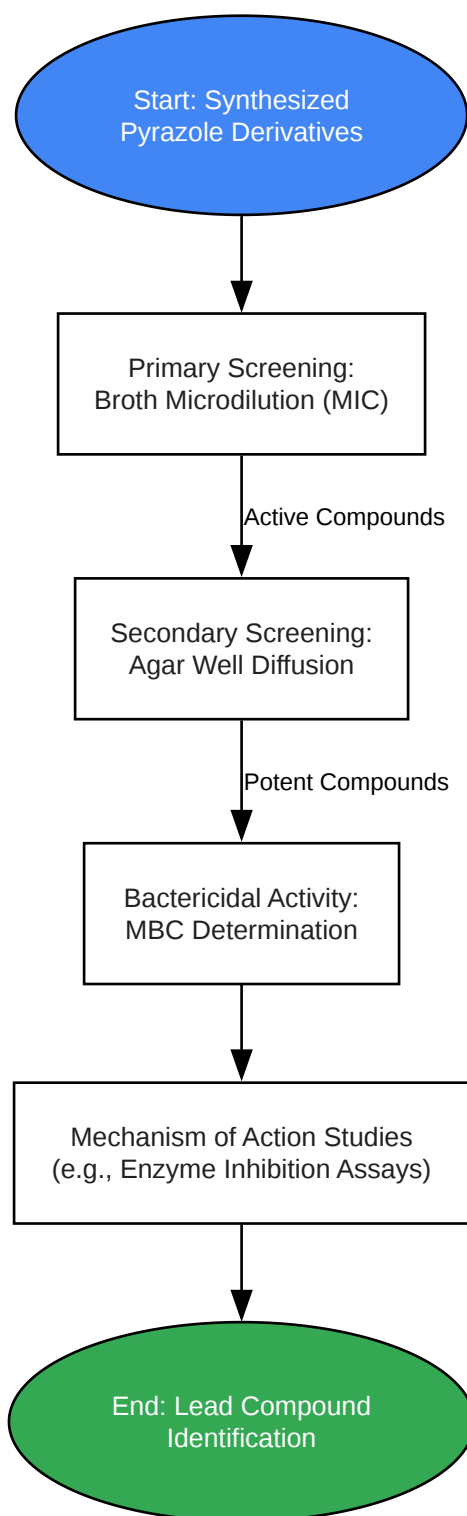 Start: Synthesized
Pyrazole Derivatives
Primary Screening:
Broth Microdilution (MIC)
Active Compounds
Secondary Screening:
Agar Well Diffusion
Potent Compounds
Bactericidal Activity:
MBC Determination
Mechanism of Action Studies
(e.g., Enzyme Inhibition Assays)
End: Lead Compound
Identification